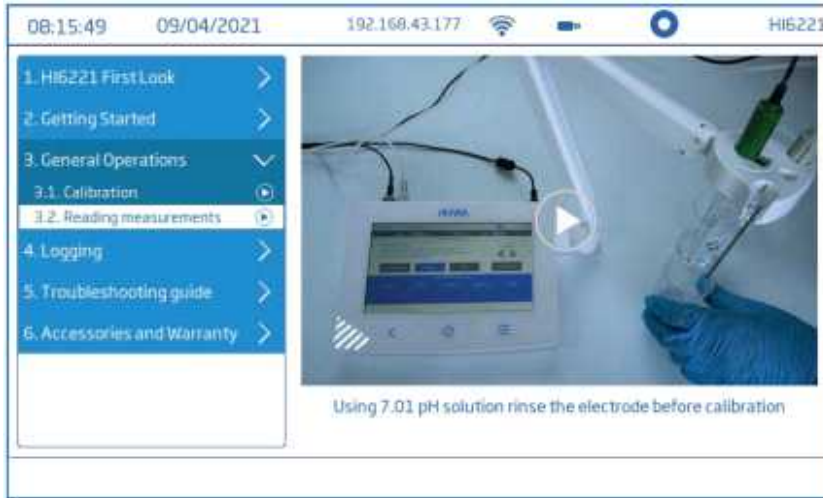 08:15:49 09/04/2021 192.168.43.177 HI6221
1. HI6221 First Look
2. Getting Started
3. General Operations
3.1. Calibration
3.2. Reading measurements
4. Logging
5. Troubleshooting guide
6. Accessories and Warranty
HANNA
Using 7.01 pH solution rinse the electrode before calibration